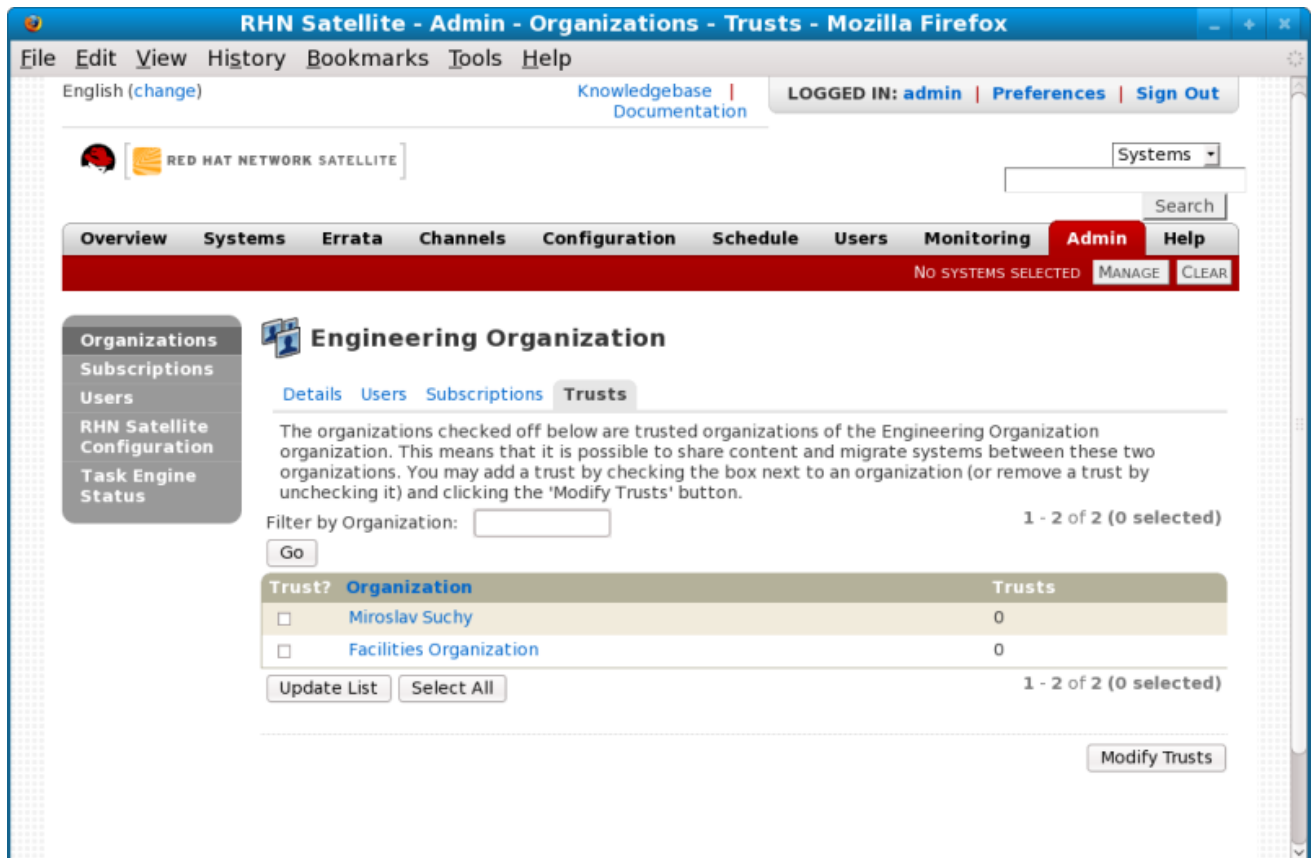 RHN Satellite - Admin - Organizations - Trusts - Mozilla Firefox
File Edit View History Bookmarks Tools Help
English (change)
Knowledgebase |
Documentation
LOGGED IN: admin | Preferences | Sign Out
RED HAT NETWORK SATELLITE
Systems
Search
Overview Systems Errata Channels Configuration Schedule Users Monitoring Admin Help
NO SYSTEMS SELECTED MANAGE CLEAR
Organizations
Subscriptions
Users
RHN Satellite
Configuration
Task Engine
Status
Engineering Organization
Details Users Subscriptions Trusts
The organizations checked off below are trusted organizations of the Engineering Organization
organization. This means that it is possible to share content and migrate systems between these two
organizations. You may add a trust by checking the box next to an organization (or remove a trust by
unchecking it) and clicking the 'Modify Trusts' button.
Filter by Organization:
1 - 2 of 2 (0 selected)
Go
Trust? Organization Trusts
Miroslav Suchy 0
Facilities Organization 0
Update List Select All
1 - 2 of 2 (0 selected)
Modify Trusts